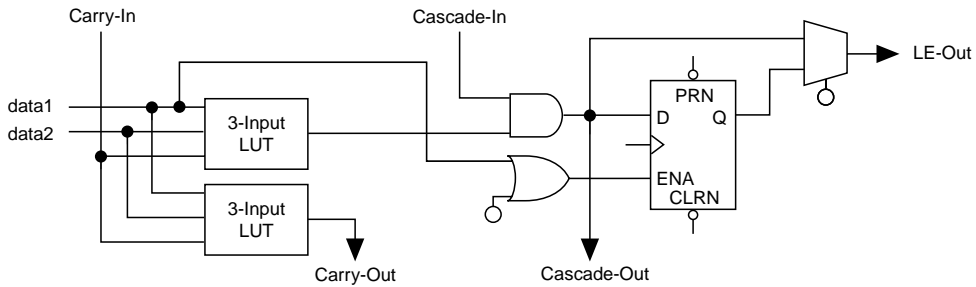 Carry-In
Cascade-In
LE-Out
data1
data2
3-Input
LUT
PRN
D
Q
ENA
CLRN
3-Input
LUT
Carry-Out
Cascade-Out